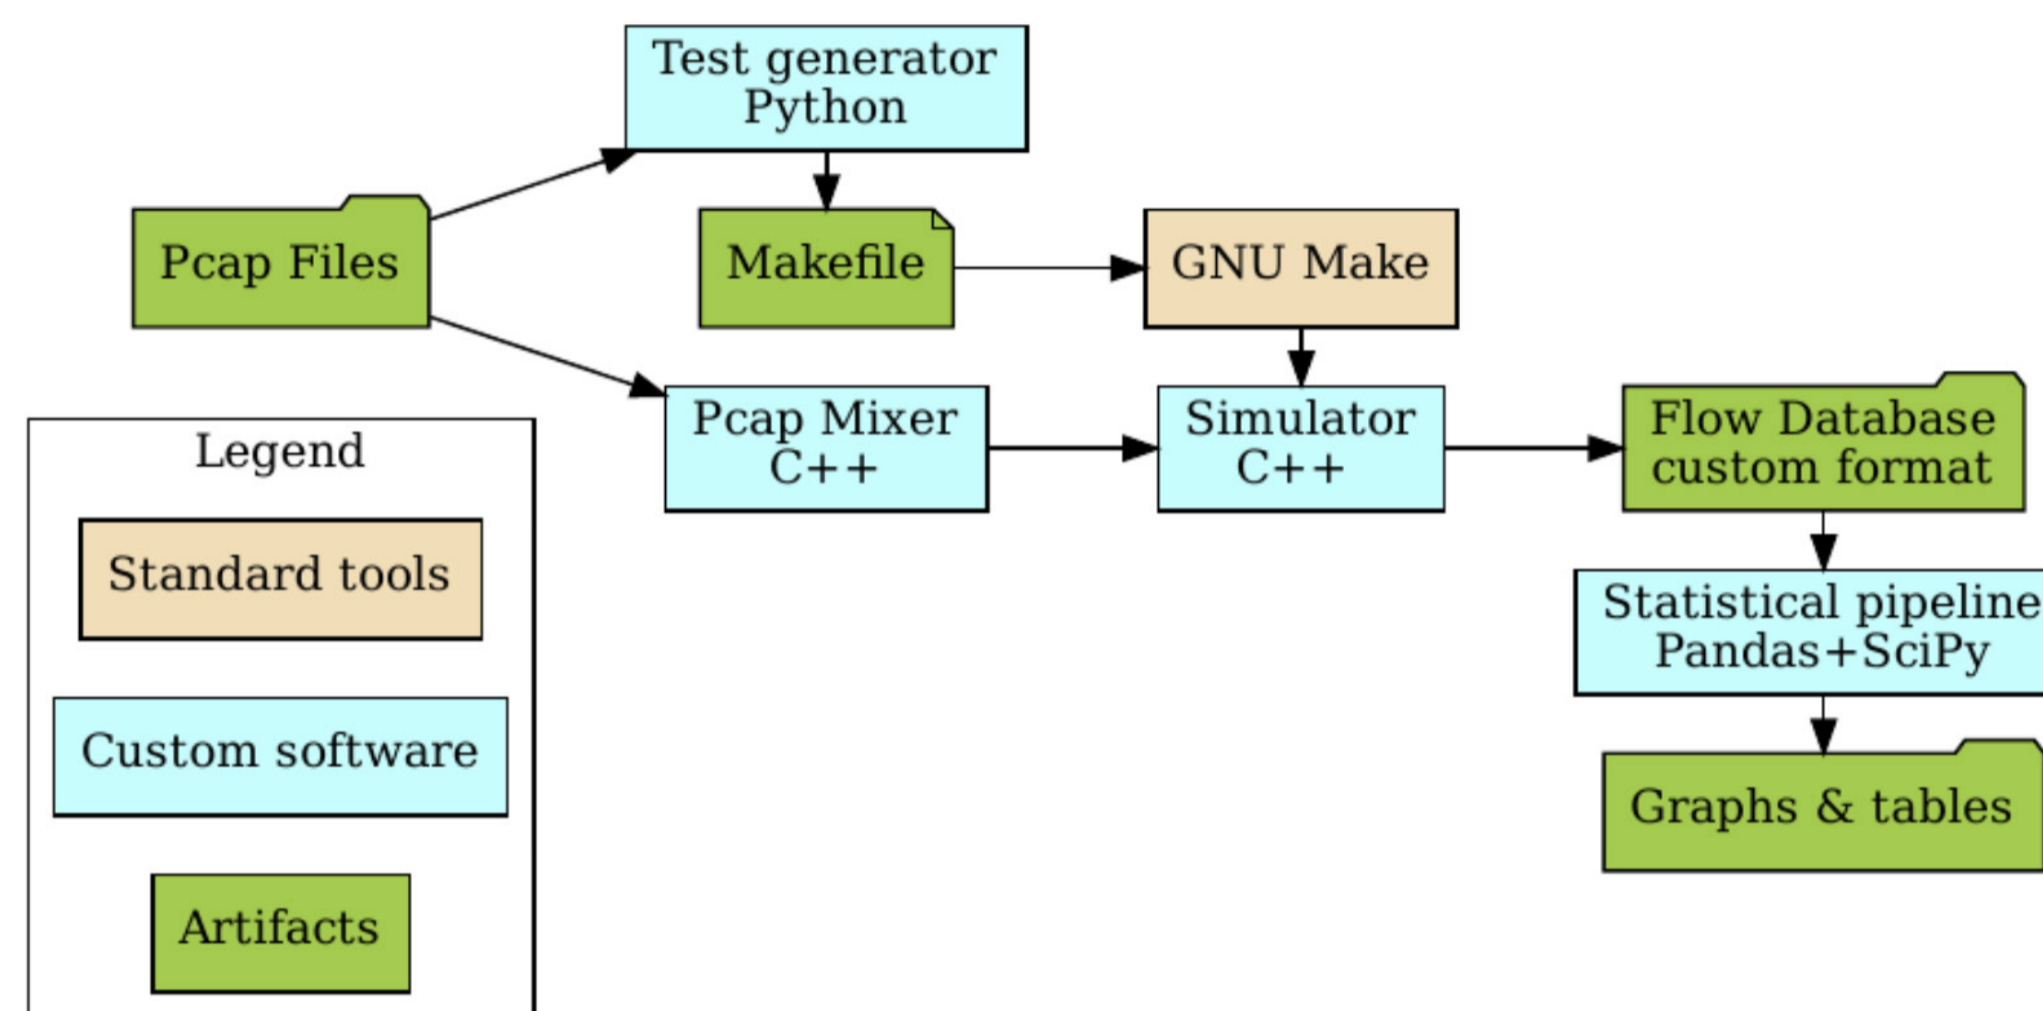 Test generator
Python
Pcap Files
Makefile
GNU Make
Pcap Mixer
C++
Simulator
C++
Flow Database
custom format
Statistical pipeline
Pandas+SciPy
Graphs & tables
Legend
Standard tools
Custom software
Artifacts